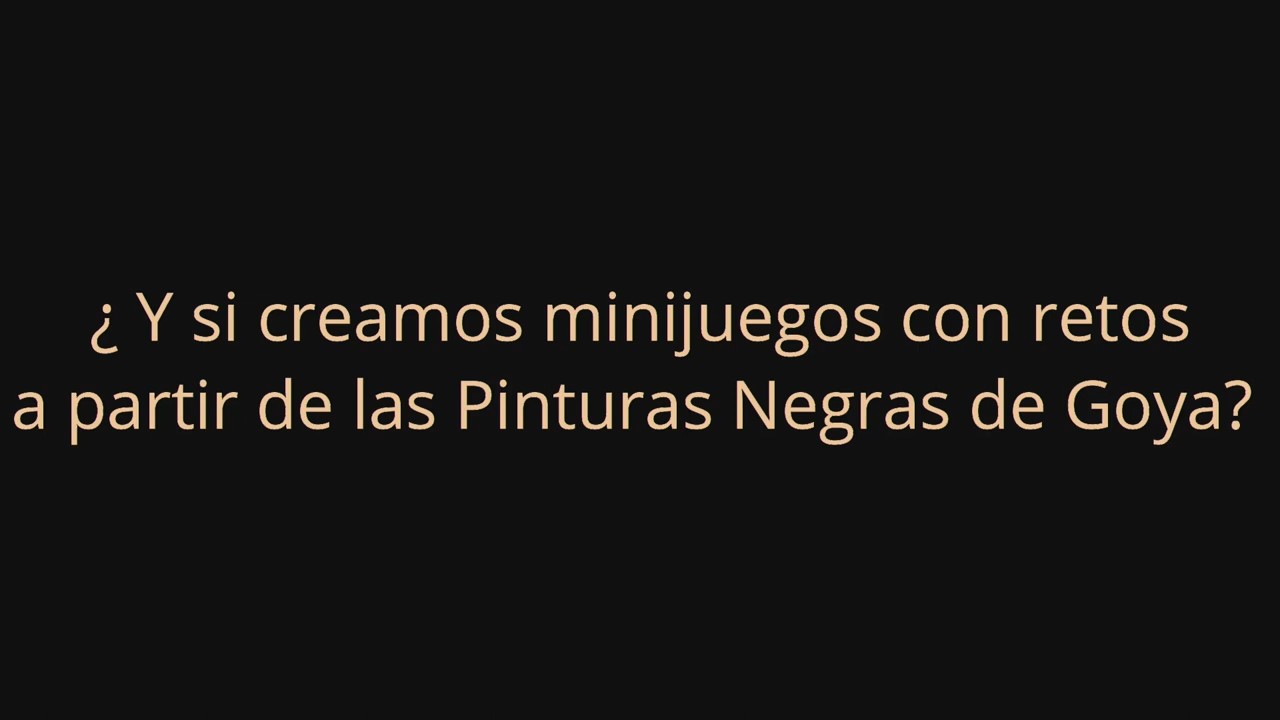 ¿ Y si creamos minijuegos con retos
a partir de las Pinturas Negras de Goya?